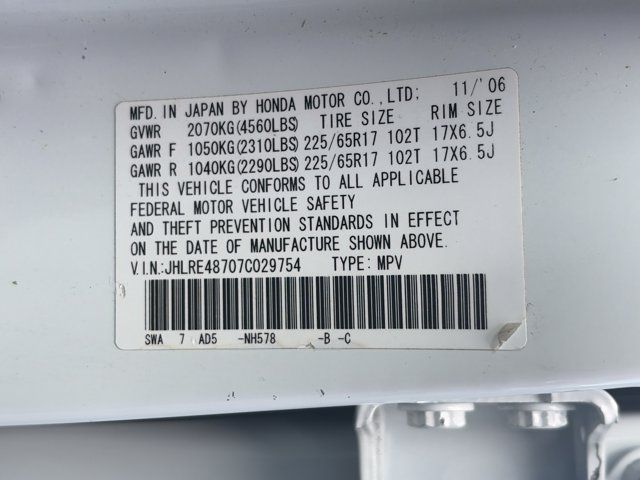 MFD. IN JAPAN BY HONDA MOTOR CO.,LTD: 11/'06
GVWR 2070KG(4560LBS) TIRE SIZE RIM SIZE
GAWR F 1050KG(2310LBS) 225/65R17 102T 17X6.5J
GAWR R 1040KG(2290LBS) 225/65R17 102T 17X6.5J
THIS VEHICLE CONFORMS TO ALL APPLICABLE
FEDERAL MOTOR VEHICLE SAFETY
AND THEFT PREVENTION STANDARDS IN EFFECT
ON THE DATE OF MANUFACTURE SHOWN ABOVE.
V.I.N.:JHLRE48707C029754 TYPE: MPV
SWA 7 AD5 -NH578 -B -C